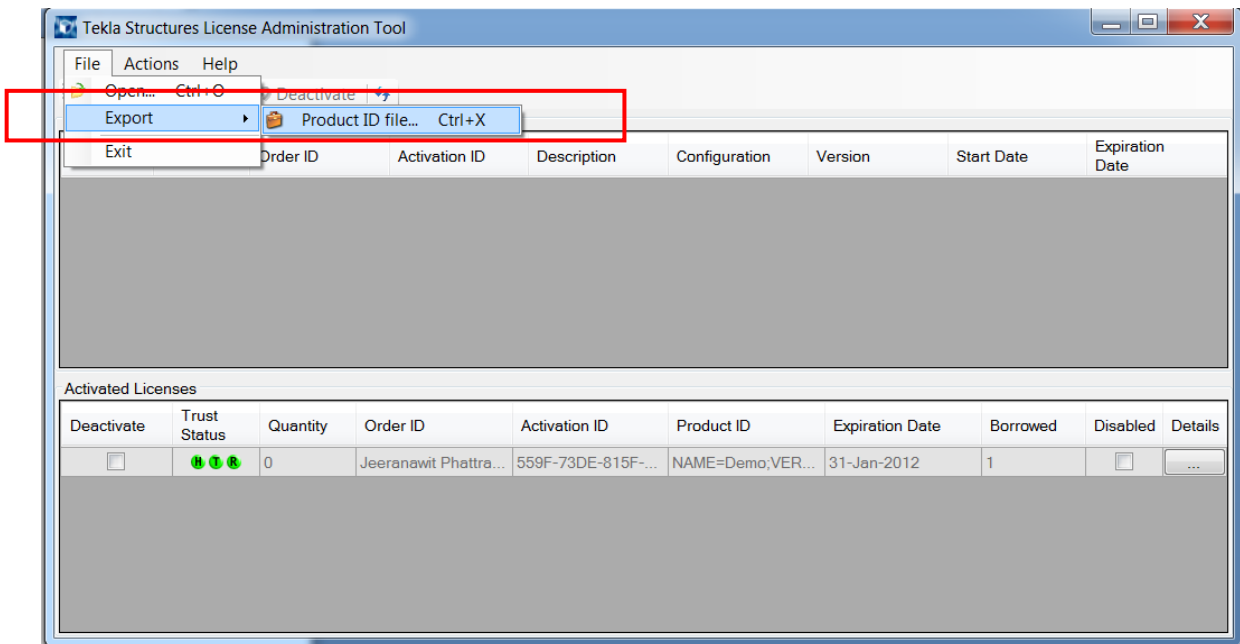 Tekla Structures License Administration Tool
File Actions Help
Open... Ctrl+O Deactivate
Export Product ID file... Ctrl+X
Exit Order ID Activation ID Description Configuration Version Start Date Expiration Date
Activated Licenses
Deactivate Trust Status Quantity Order ID Activation ID Product ID Expiration Date Borrowed Disabled Details
H T R 0 Jeeranawit Phattra... 559F-73DE-815F-... NAME=Demo;VER... 31-Jan-2012 1 ...